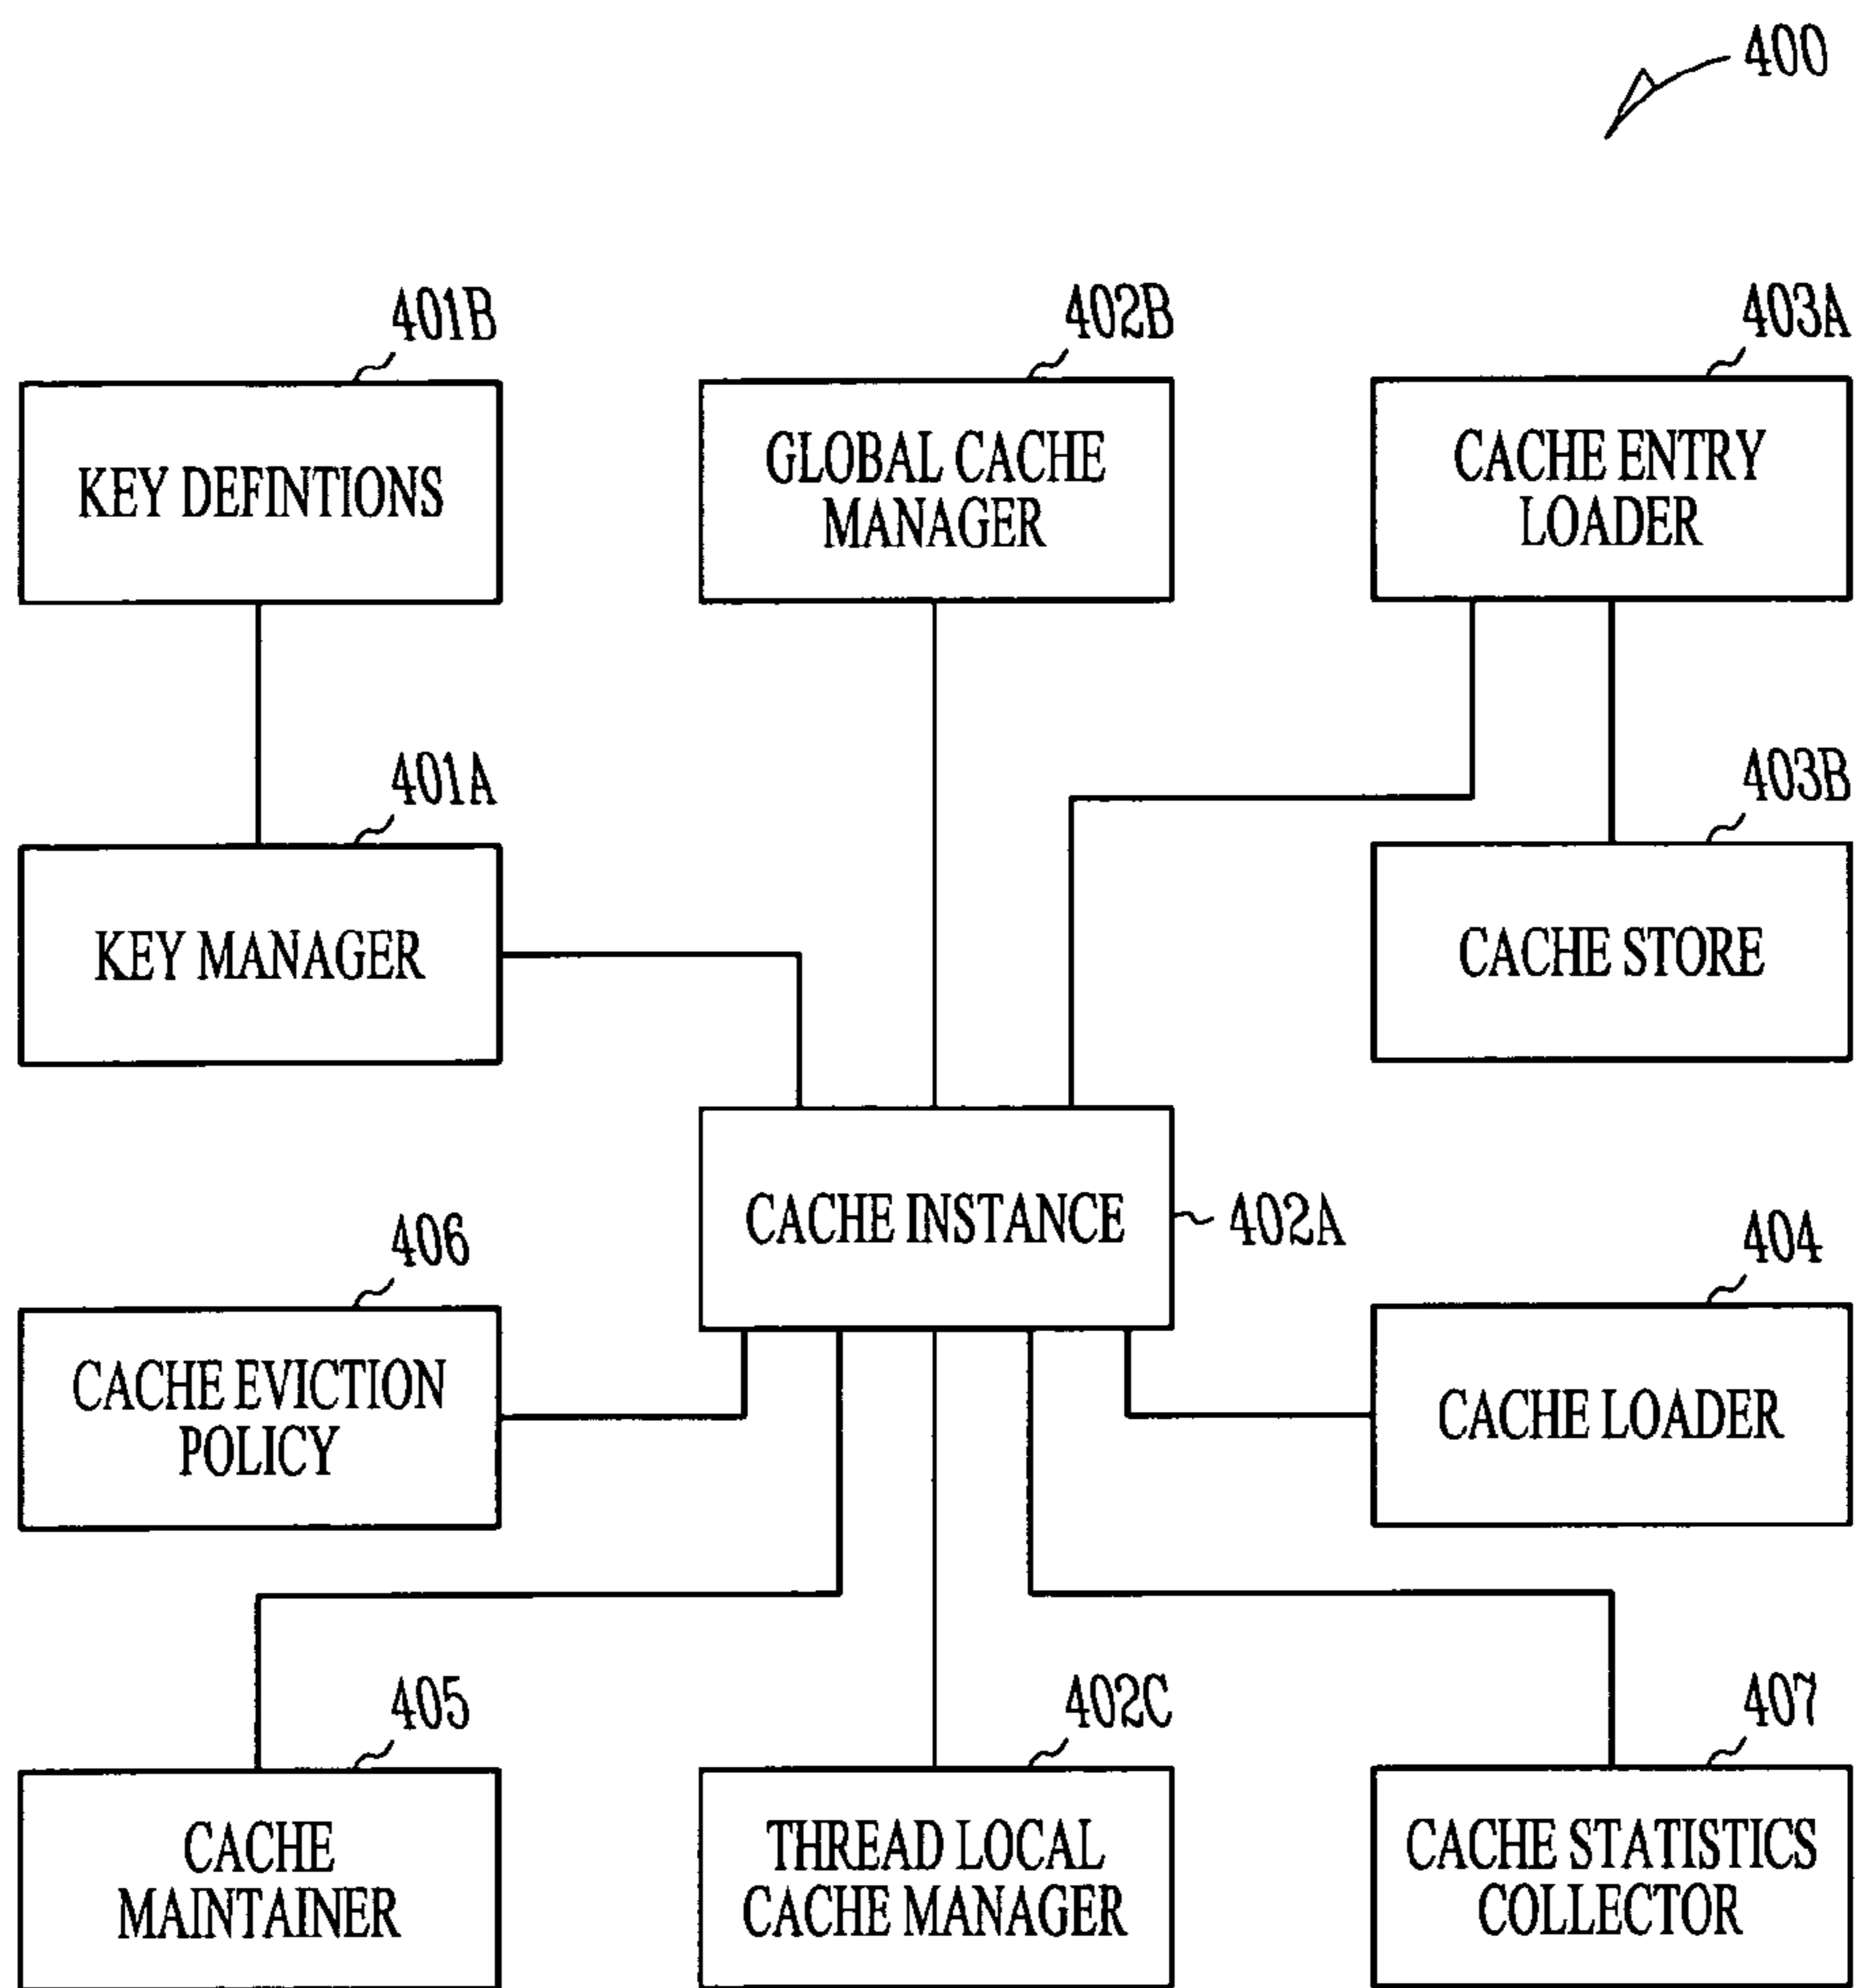 400
401B
402B
403A
KEY DEFINTIONS
GLOBAL CACHE
MANAGER
CACHE ENTRY
LOADER
401A
403B
KEY MANAGER
CACHE STORE
CACHE INSTANCE
402A
406
404
CACHE EVICTION
POLICY
CACHE LOADER
405
402C
407
CACHE
MAINTAINER
THREAD LOCAL
CACHE MANAGER
CACHE STATISTICS
COLLECTOR